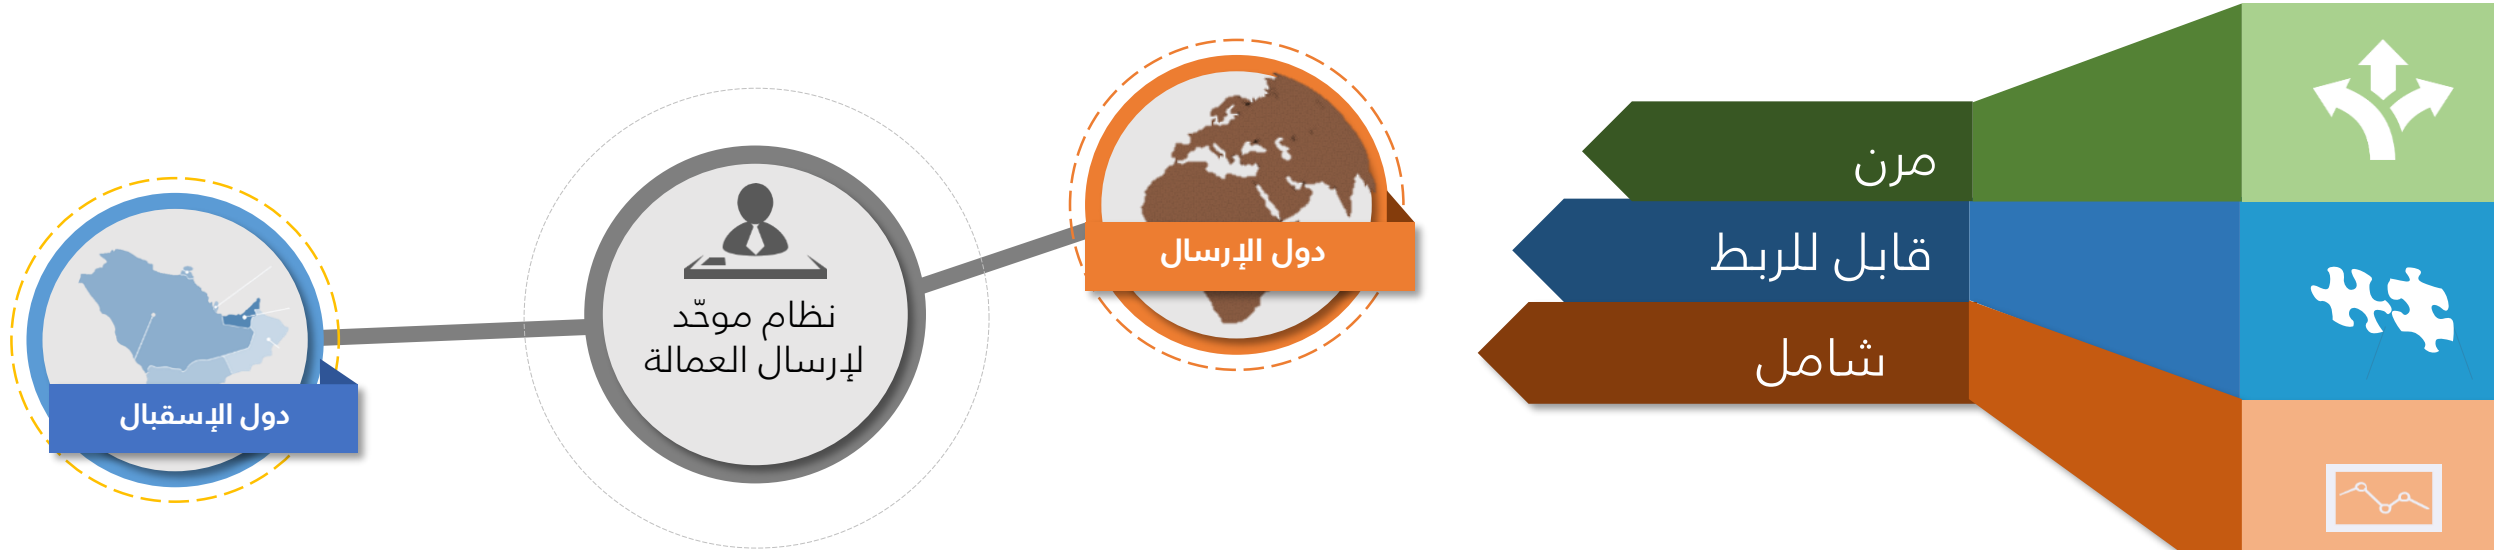 مرن
قابل للربط
شامل
دول الإرسال
نظام موحّد
لإرسال العمالة
دول الإسقبال